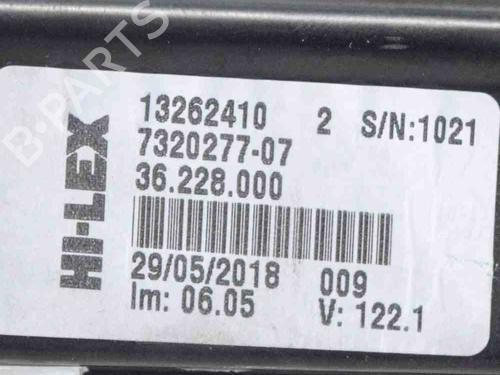 HI-LEX
13262410 2 S/N:1021
7320277-07
36.228.000
29/05/2018 009
Im: 06.05 V: 122.1
B-PARTS